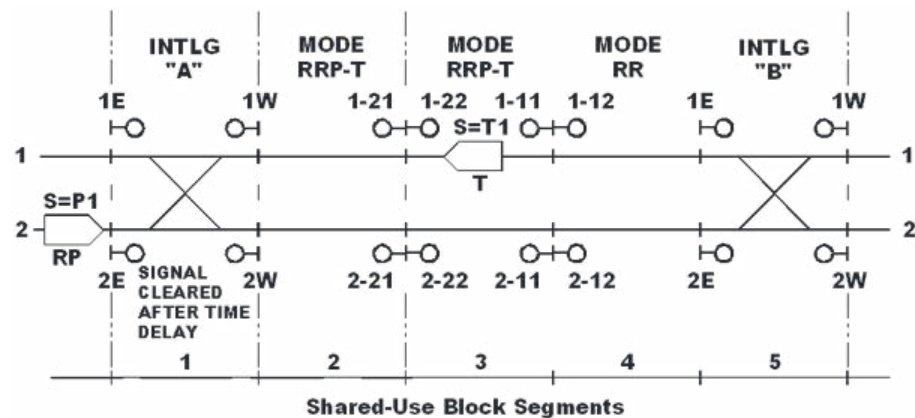 INTLG "A"
MODE RRP-T
MODE RRP-T
MODE RR
INTLG "B"
1E
1W
1-21
1-22
1-11
1-12
1E
1W
S=T1
1
1
T
S=P1
2
2
RP
2E
SIGNAL CLEARED AFTER TIME DELAY
2W
2-21
2-22
2-11
2-12
2E
2W
1
2
3
4
5
Shared-Use Block Segments